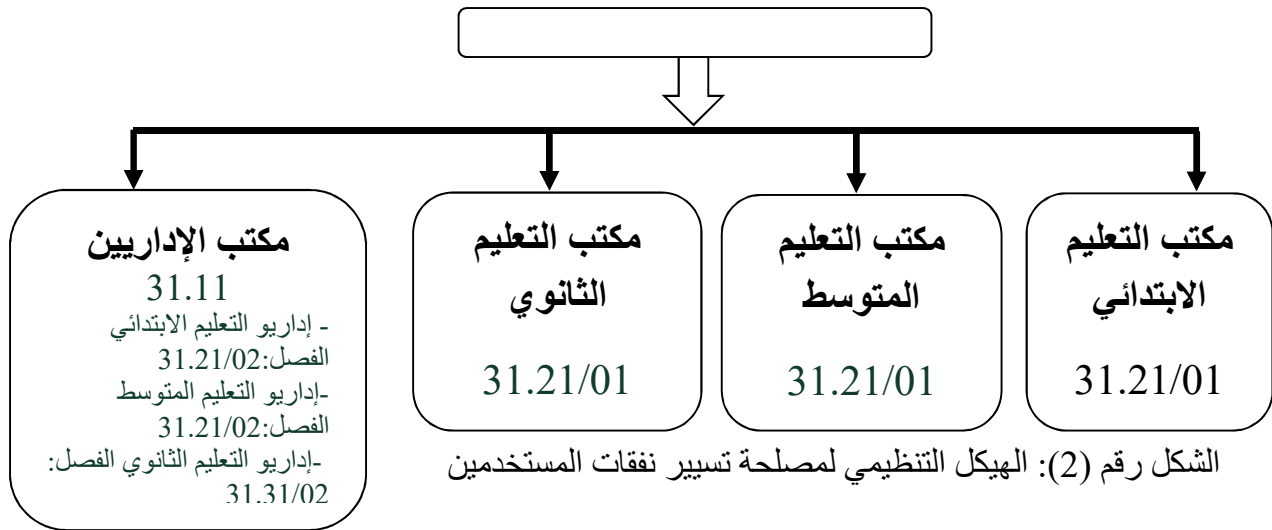 مكتب التعليم
الابتدائي
31.21/01
مكتب التعليم
المتوسط
31.21/01
مكتب التعليم
الثانوي
31.21/01
مكتب الإداريين
31.11
- إداريو التعليم الابتدائي
الفصل:31.21/02
-إداريو التعليم المتوسط
الفصل:31.21/02
-إداريو التعليم الثانوي الفصل:
31.31/02
الشكل رقم (2): الهيكل التنظيمي لمصلحة تسيير نفقات المستخدمين